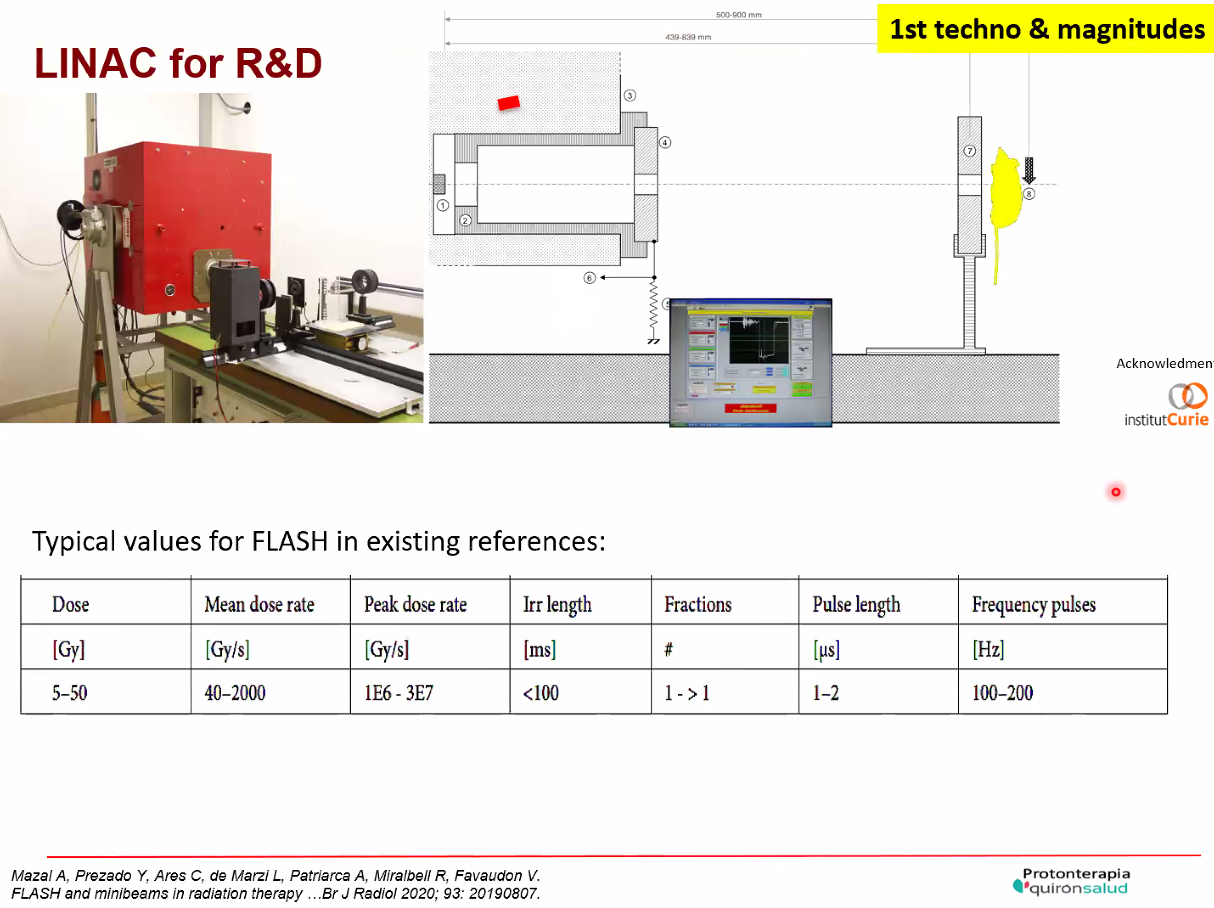 500-900 mm
1st techno & magnitudes
LINAC for R&D
439-839 mm
3
4
7
1
2
8
6
5
Acknowledmen
institutCurie
Typical values for FLASH in existing references:
Dose Mean dose rate Peak dose rate Irr length Fractions Pulse length Frequency pulses
[Gy] [Gy/s] [Gy/s] [ms] # [µs] [Hz]
5–50 40–2000 1E6 - 3E7 <100 1 - > 1 1–2 100–200
Mazal A, Prezado Y, Ares C, de Marzi L, Patriarca A, Miralbell R, Favaudon V.
FLASH and minibeams in radiation therapy …Br J Radiol 2020; 93: 20190807.
Protonterapia
quirónsalud